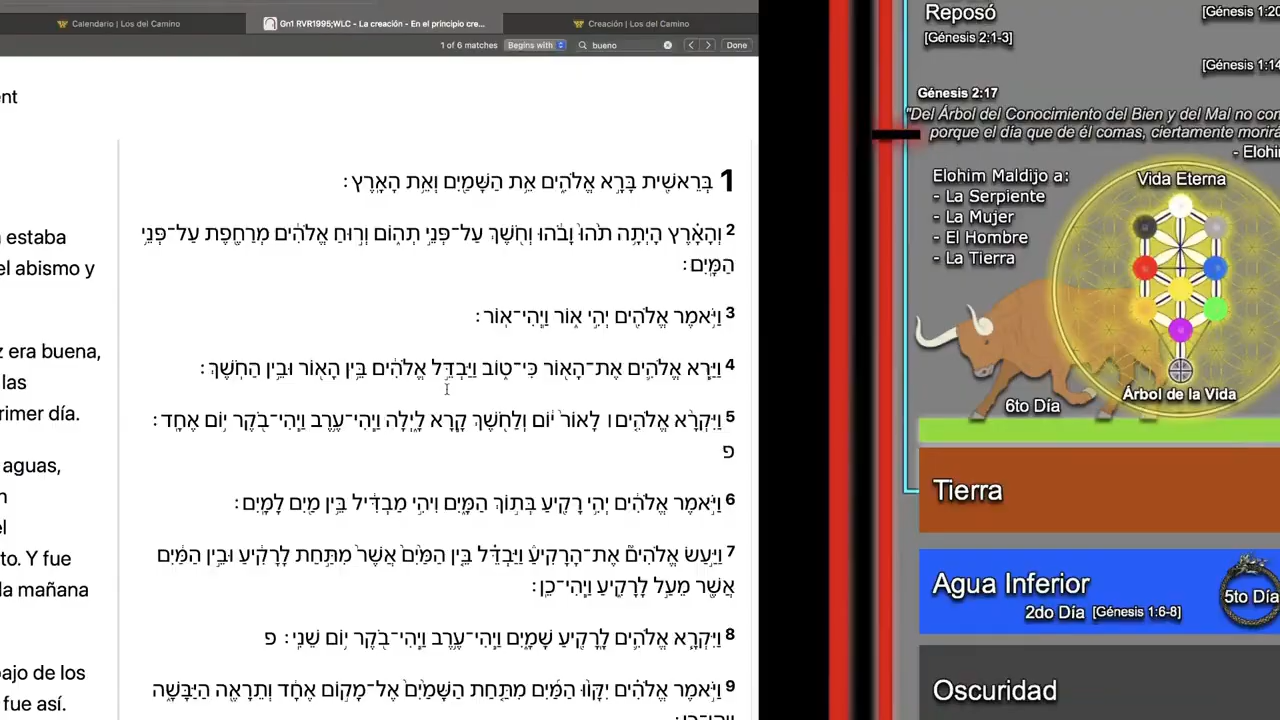 Calendario | Los del Camino
Gn1 RVR1995;WLC - La creación - En el principio cre...
Creación | Los del Camino
1 of 6 matches
Begins with
bueno
Done
ent
estaba
el abismo y
z era buena,
las
rimer día.
aguas,
n
el
to. Y fue
la mañana
ajo de los
fue así.
1 בְּרֵאשִׁ֖ית בָּרָ֣א אֱלֹהִ֑ים אֵ֥ת הַשָּׁמַ֖יִם וְאֵ֥ת הָאָֽרֶץ׃
2 וְהָאָ֗רֶץ הָיְתָ֥ה תֹ֙הוּ֙ וָבֹ֔הוּ וְחֹ֖שֶׁךְ עַל־פְּנֵ֣י תְה֑וֹם וְר֣וּחַ אֱלֹהִ֔ים מְרַחֶ֖פֶת עַל־פְּנֵ֥י
הַמָּֽיִם׃
3 וַיֹּ֥אמֶר אֱלֹהִ֖ים יְהִ֣י א֑וֹר וַֽיְהִי־אֽוֹר׃
4 וַיַּ֧רְא אֱלֹהִ֛ים אֶת־הָא֖וֹר כִּי־ט֑וֹב וַיַּבְדֵּ֣ל אֱלֹהִ֔ים בֵּ֥ין הָא֖וֹר וּבֵ֥ין הַחֹֽשֶׁךְ׃
5 וַיִּקְרָ֨א אֱלֹהִ֤ים׀ לָאוֹר֙ י֔וֹם וְלַחֹ֖שֶׁךְ קָ֣רָא לָ֑יְלָה וַֽיְהִי־עֶ֥רֶב וַֽיְהִי־בֹ֖קֶר י֥וֹם אֶחָֽד׃
פ
6 וַיֹּ֣אמֶר אֱלֹהִ֔ים יְהִ֥י רָקִ֖יעַ בְּת֣וֹךְ הַמָּ֑יִם וִיהִ֣י מַבְדִּ֔יל בֵּ֥ין מַ֖יִם לָמָֽיִם׃
7 וַיַּ֣עַשׂ אֱלֹהִים֮ אֶת־הָרָקִיעַ֒ וַיַּבְדֵּ֗ל בֵּ֤ין הַמַּ֙יִם֙ אֲשֶׁר֙ מִתַּ֣חַת לָרָקִ֔יעַ וּבֵ֣ין הַמַּ֔יִם
אֲשֶׁ֖ר מֵעַ֣ל לָרָקִ֑יעַ וַֽיְהִי־כֵֽן׃
8 וַיִּקְרָ֧א אֱלֹהִ֛ים לָֽרָקִ֖יעַ שָׁמָ֑יִם וַֽיְהִי־עֶ֥רֶב וַֽיְהִי־בֹ֖קֶר י֥וֹם שֵׁנִֽי׃ פ
9 וַיֹּ֣אמֶר אֱלֹהִ֗ים יִקָּו֨וּ הַמַּ֜יִם מִתַּ֤חַת הַשָּׁמַ֙יִם֙ אֶל־מָק֣וֹם אֶחָ֔ד וְתֵרָאֶ֖ה הַיַּבָּשָׁ֑ה
Reposó
[Génesis 1:20
[Génesis 2:1-3]
[Génesis 1:14
Génesis 2:17
"Del Árbol del Conocimiento del Bien y del Mal no con
porque el día que de él comas, ciertamente morirá
- Elohi
Elohim Maldijo a:
- La Serpiente
- La Mujer
- El Hombre
- La Tierra
Vida Eterna
6to Día
Árbol de la Vida
Tierra
Agua Inferior
2do Día [Génesis 1:6-8]
5to Día
Oscuridad